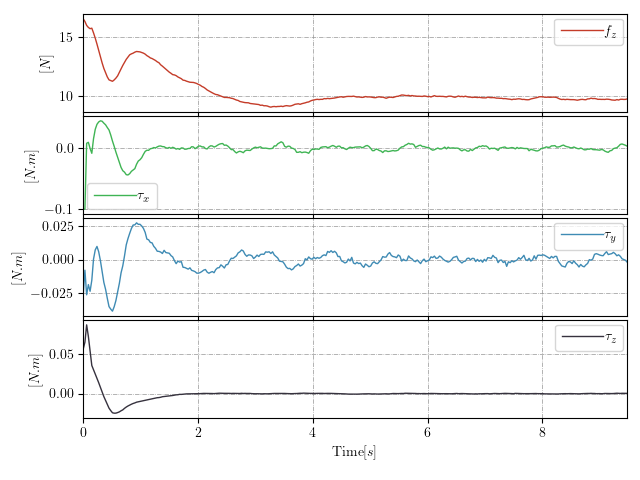 [N]
15
10
f_z
[N.m]
0.0
−0.1
τ_x
[N.m]
0.025
0.000
−0.025
τ_y
[N.m]
0.05
0.00
τ_z
0 2 4 6 8
Time[s]